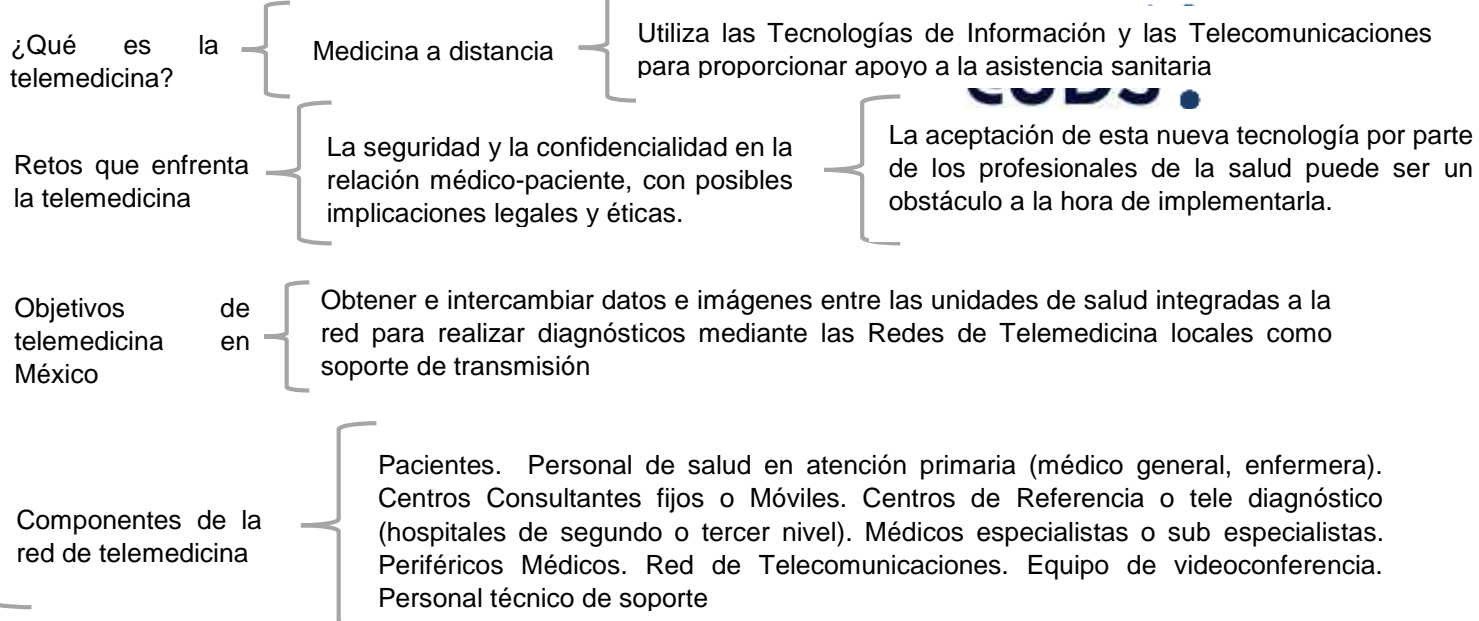 ¿Qué es la
telemedicina?
Medicina a distancia
Utiliza las Tecnologías de Información y las Telecomunicaciones
para proporcionar apoyo a la asistencia sanitaria
Retos que enfrenta
la telemedicina
La seguridad y la confidencialidad en la
relación médico-paciente, con posibles
implicaciones legales y éticas.
La aceptación de esta nueva tecnología por parte
de los profesionales de la salud puede ser un
obstáculo a la hora de implementarla.
Objetivos de
telemedicina en
México
Obtener e intercambiar datos e imágenes entre las unidades de salud integradas a la
red para realizar diagnósticos mediante las Redes de Telemedicina locales como
soporte de transmisión
Componentes de la
red de telemedicina
Pacientes. Personal de salud en atención primaria (médico general, enfermera).
Centros Consultantes fijos o Móviles. Centros de Referencia o tele diagnóstico
(hospitales de segundo o tercer nivel). Médicos especialistas o sub especialistas.
Periféricos Médicos. Red de Telecomunicaciones. Equipo de videoconferencia.
Personal técnico de soporte